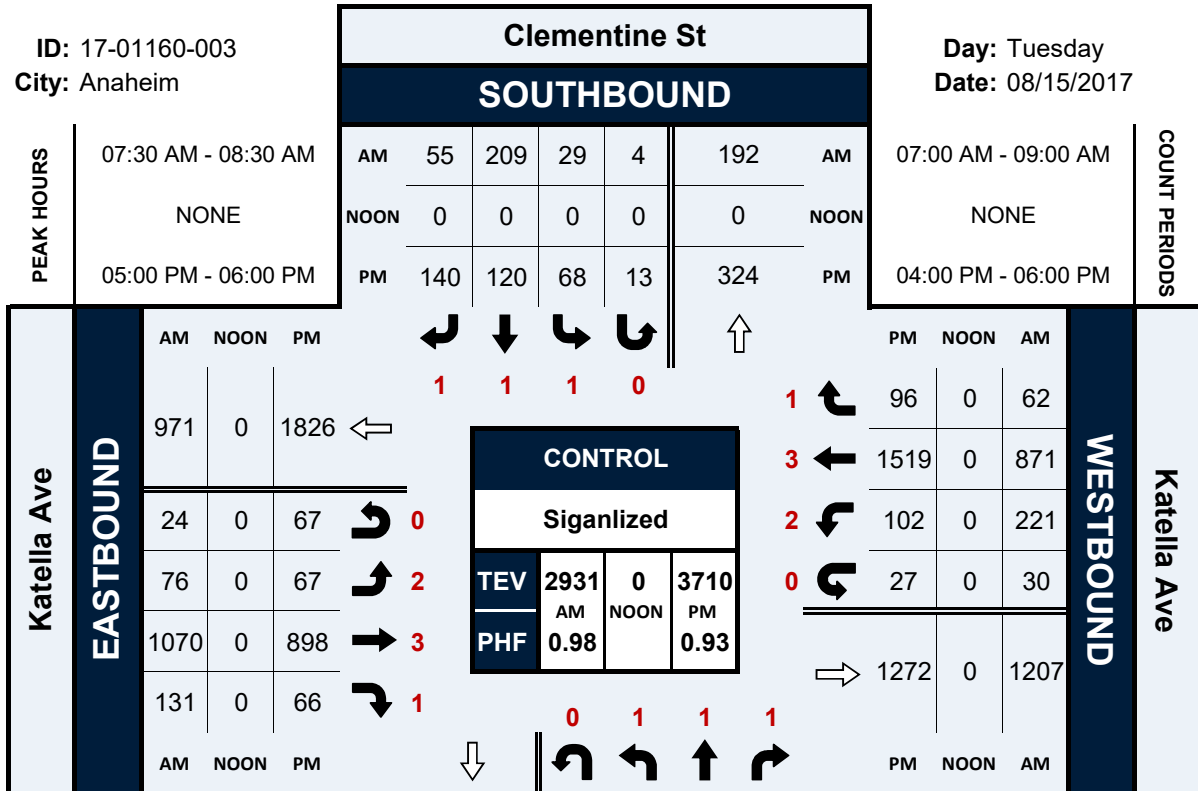 ID: 17-01160-003
City: Anaheim
Clementine St
SOUTHBOUND
Day: Tuesday
Date: 08/15/2017
PEAK HOURS
07:30 AM - 08:30 AM
NONE
05:00 PM - 06:00 PM
AM 55 209 29 4 192 AM
NOON 0 0 0 0 0 NOON
PM 140 120 68 13 324 PM
07:00 AM - 09:00 AM
NONE
04:00 PM - 06:00 PM
COUNT PERIODS
1 1 1 0
Katella Ave
EASTBOUND
AM NOON PM
971 0 1826
24 0 67 0
76 0 67 2
1070 0 898 3
131 0 66 1
AM NOON PM
CONTROL
Siganlized
TEV 2931 0 3710
AM NOON PM
PHF 0.98 0.93
0 1 1 1
PM NOON AM
1 96 0 62
3 1519 0 871
2 102 0 221
0 27 0 30
1272 0 1207
PM NOON AM
WESTBOUND
Katella Ave